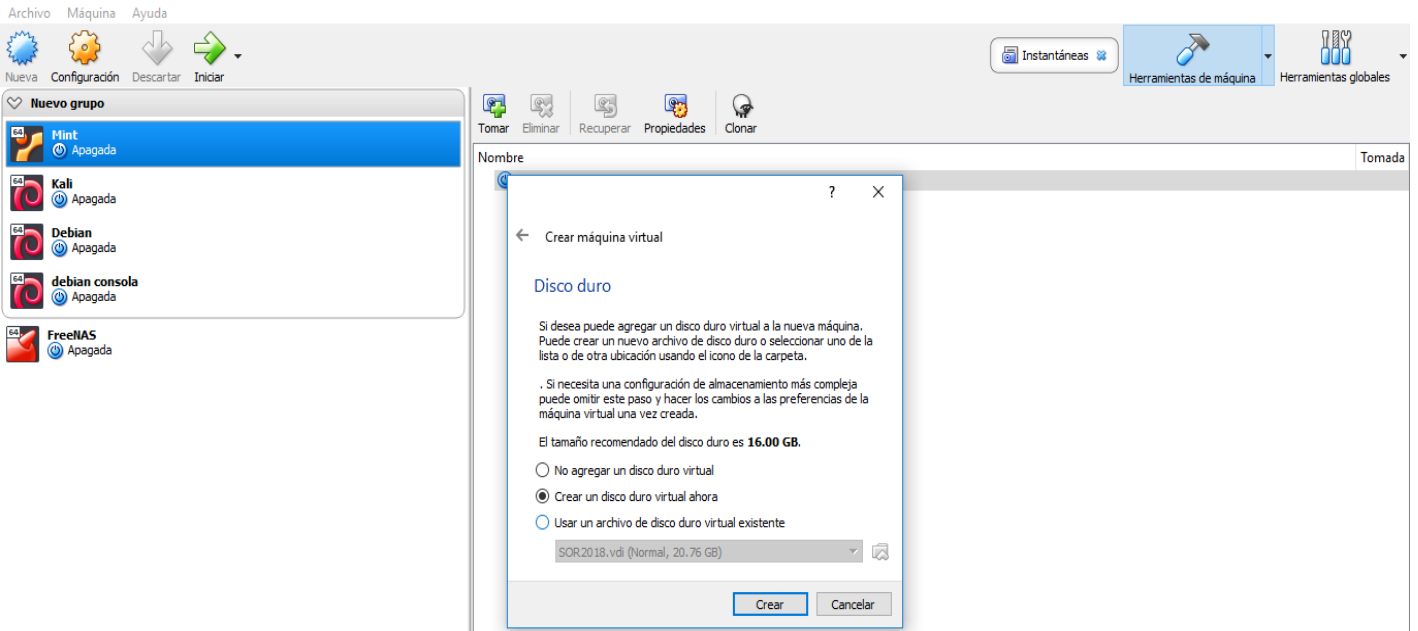 Archivo Máquina Ayuda
Nueva Configuración Descartar Iniciar
Instantáneas
Herramientas de máquina
Herramientas globales
Nuevo grupo
64
Mint
Apagada
64
Kali
Apagada
64
Debian
Apagada
64
debian consola
Apagada
64
FreeNAS
Apagada
Tomar Eliminar Recuperar Propiedades Clonar
Nombre Tomada
?
Crear máquina virtual
Disco duro
Si desea puede agregar un disco duro virtual a la nueva máquina.
Puede crear un nuevo archivo de disco duro o seleccionar uno de la
lista o de otra ubicación usando el icono de la carpeta.
. Si necesita una configuración de almacenamiento más compleja
puede omitir este paso y hacer los cambios a las preferencias de la
máquina virtual una vez creada.
El tamaño recomendado del disco duro es 16.00 GB.
No agregar un disco duro virtual
Crear un disco duro virtual ahora
Usar un archivo de disco duro virtual existente
SOR2018.vdi (Normal, 20.76 GB)
Crear Cancelar